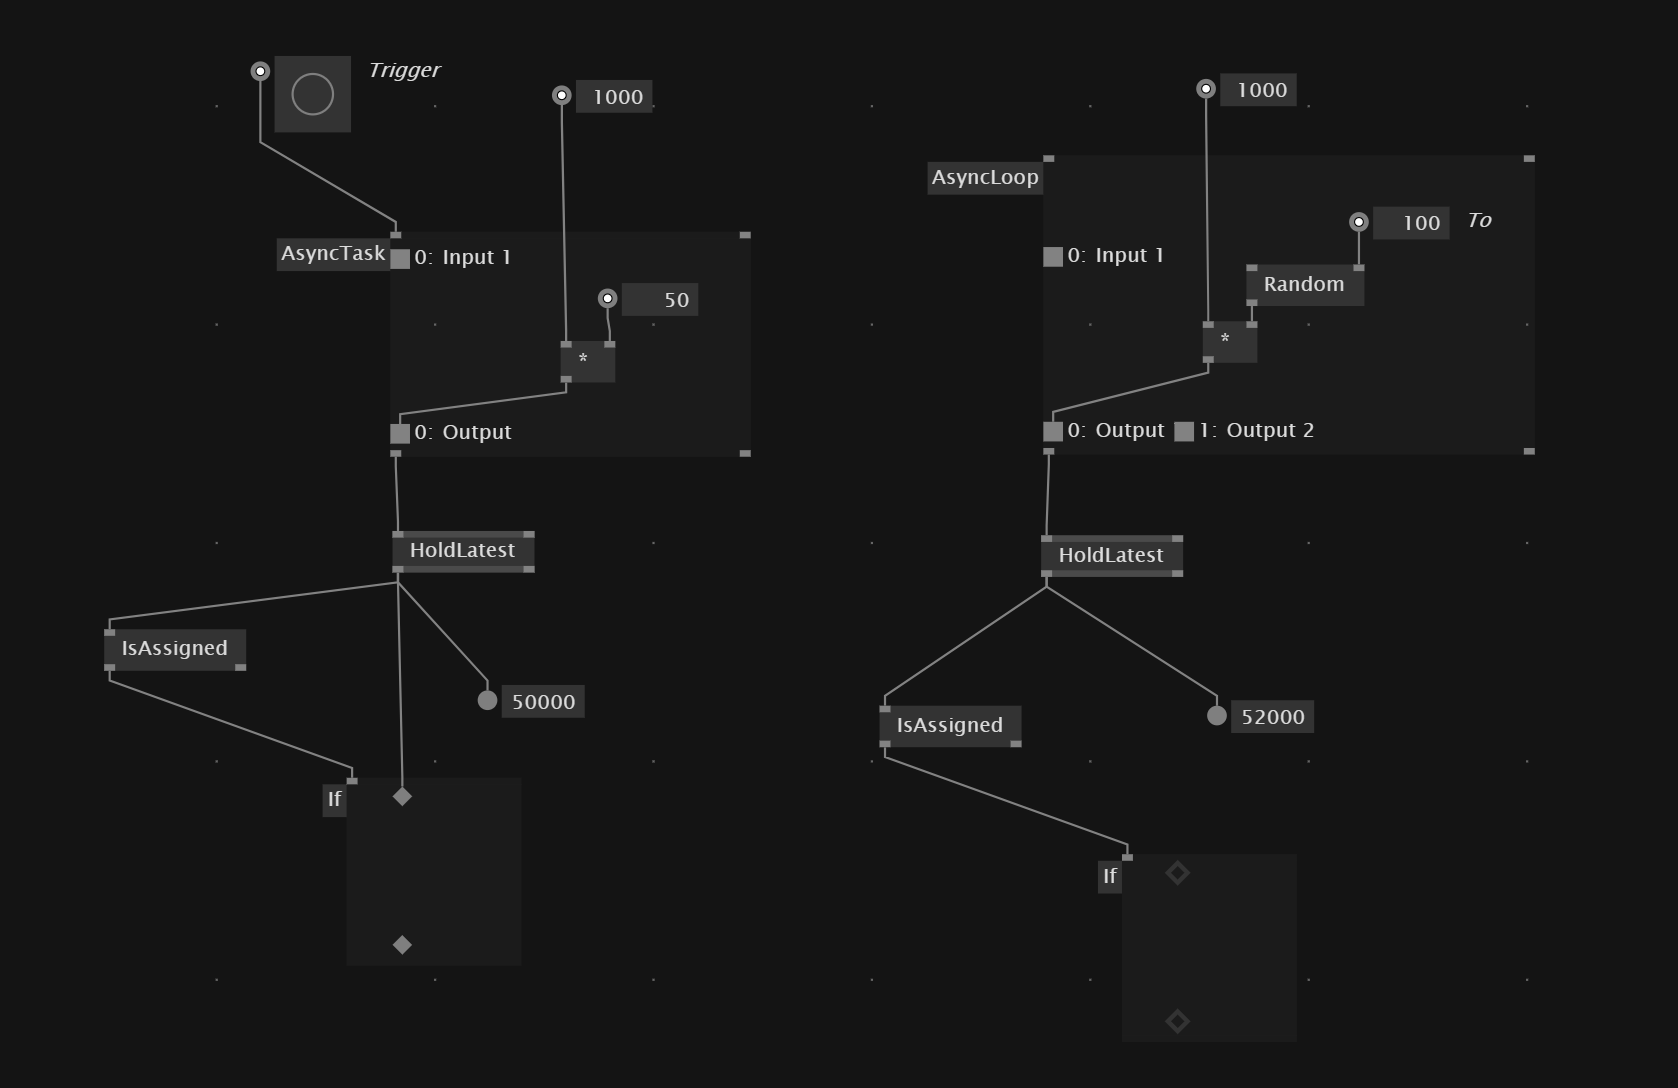 Trigger
1000
AsyncTask
0: Input 1
50
*
0: Output
HoldLatest
IsAssigned
50000
If
1000
AsyncLoop
100
To
0: Input 1
Random
*
0: Output
1: Output 2
HoldLatest
IsAssigned
52000
If